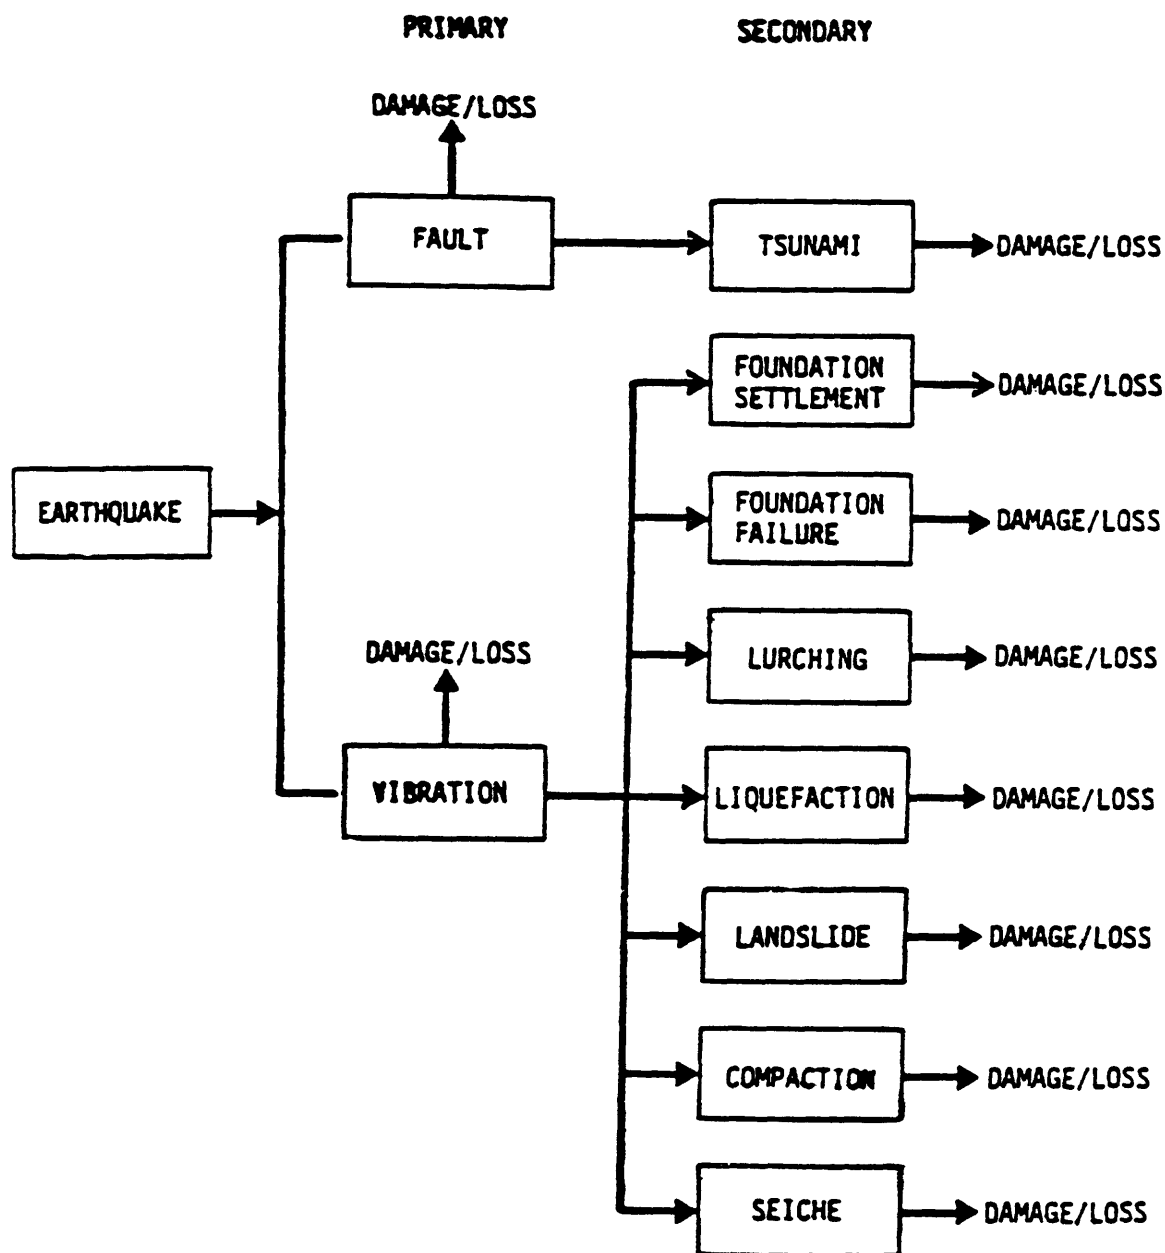 PRIMARY
SECONDARY
DAMAGE/LOSS
FAULT
TSUNAMI
DAMAGE/LOSS
FOUNDATION
SETTLEMENT
DAMAGE/LOSS
EARTHQUAKE
FOUNDATION
FAILURE
DAMAGE/LOSS
DAMAGE/LOSS
LURCHING
DAMAGE/LOSS
VIBRATION
LIQUEFACTION
DAMAGE/LOSS
LANDSLIDE
DAMAGE/LOSS
COMPACTION
DAMAGE/LOSS
SEICHE
DAMAGE/LOSS